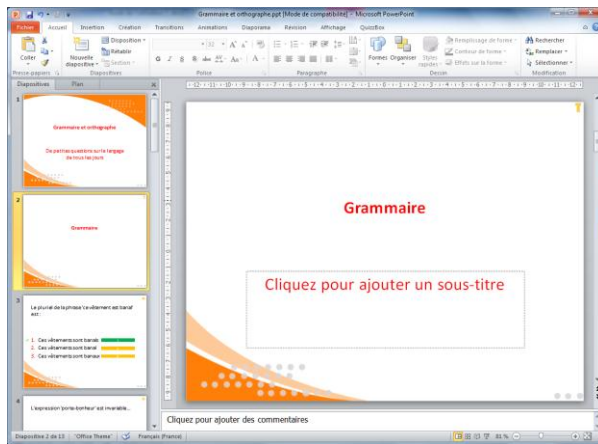 Grammaire et orthographe.ppt [Mode de compatibilité] - Microsoft PowerPoint
Fichier Accueil Insertion Création Transitions Animations Diaporama Révision Affichage QuizzBox
Coller
Nouvelle diapositive
Disposition
Rétablir
Section
Formes Organiser Styles rapides
Remplissage de forme
Contour de forme
Effets sur la forme
Rechercher
Remplacer
Sélectionner
Presse-papiers Diapositives Police Paragraphe Dessin Modification
Diapositives Plan
1
Grammaire et orthographe
De petites questions sur le langage
de tous les jours
2
Grammaire
3
Le pluriel de la phrase 'ce vêtement est banal'
est :
1. Ces vêtements sont banals
2. Ces vêtements sont banal
3. Ces vêtements sont banaux
4
L'expression 'porte-bonheur' est invariable...
Grammaire
Cliquez pour ajouter un sous-titre
Cliquez pour ajouter des commentaires
Diapositive 2 de 13 "Office Theme" Français (France) 81 %